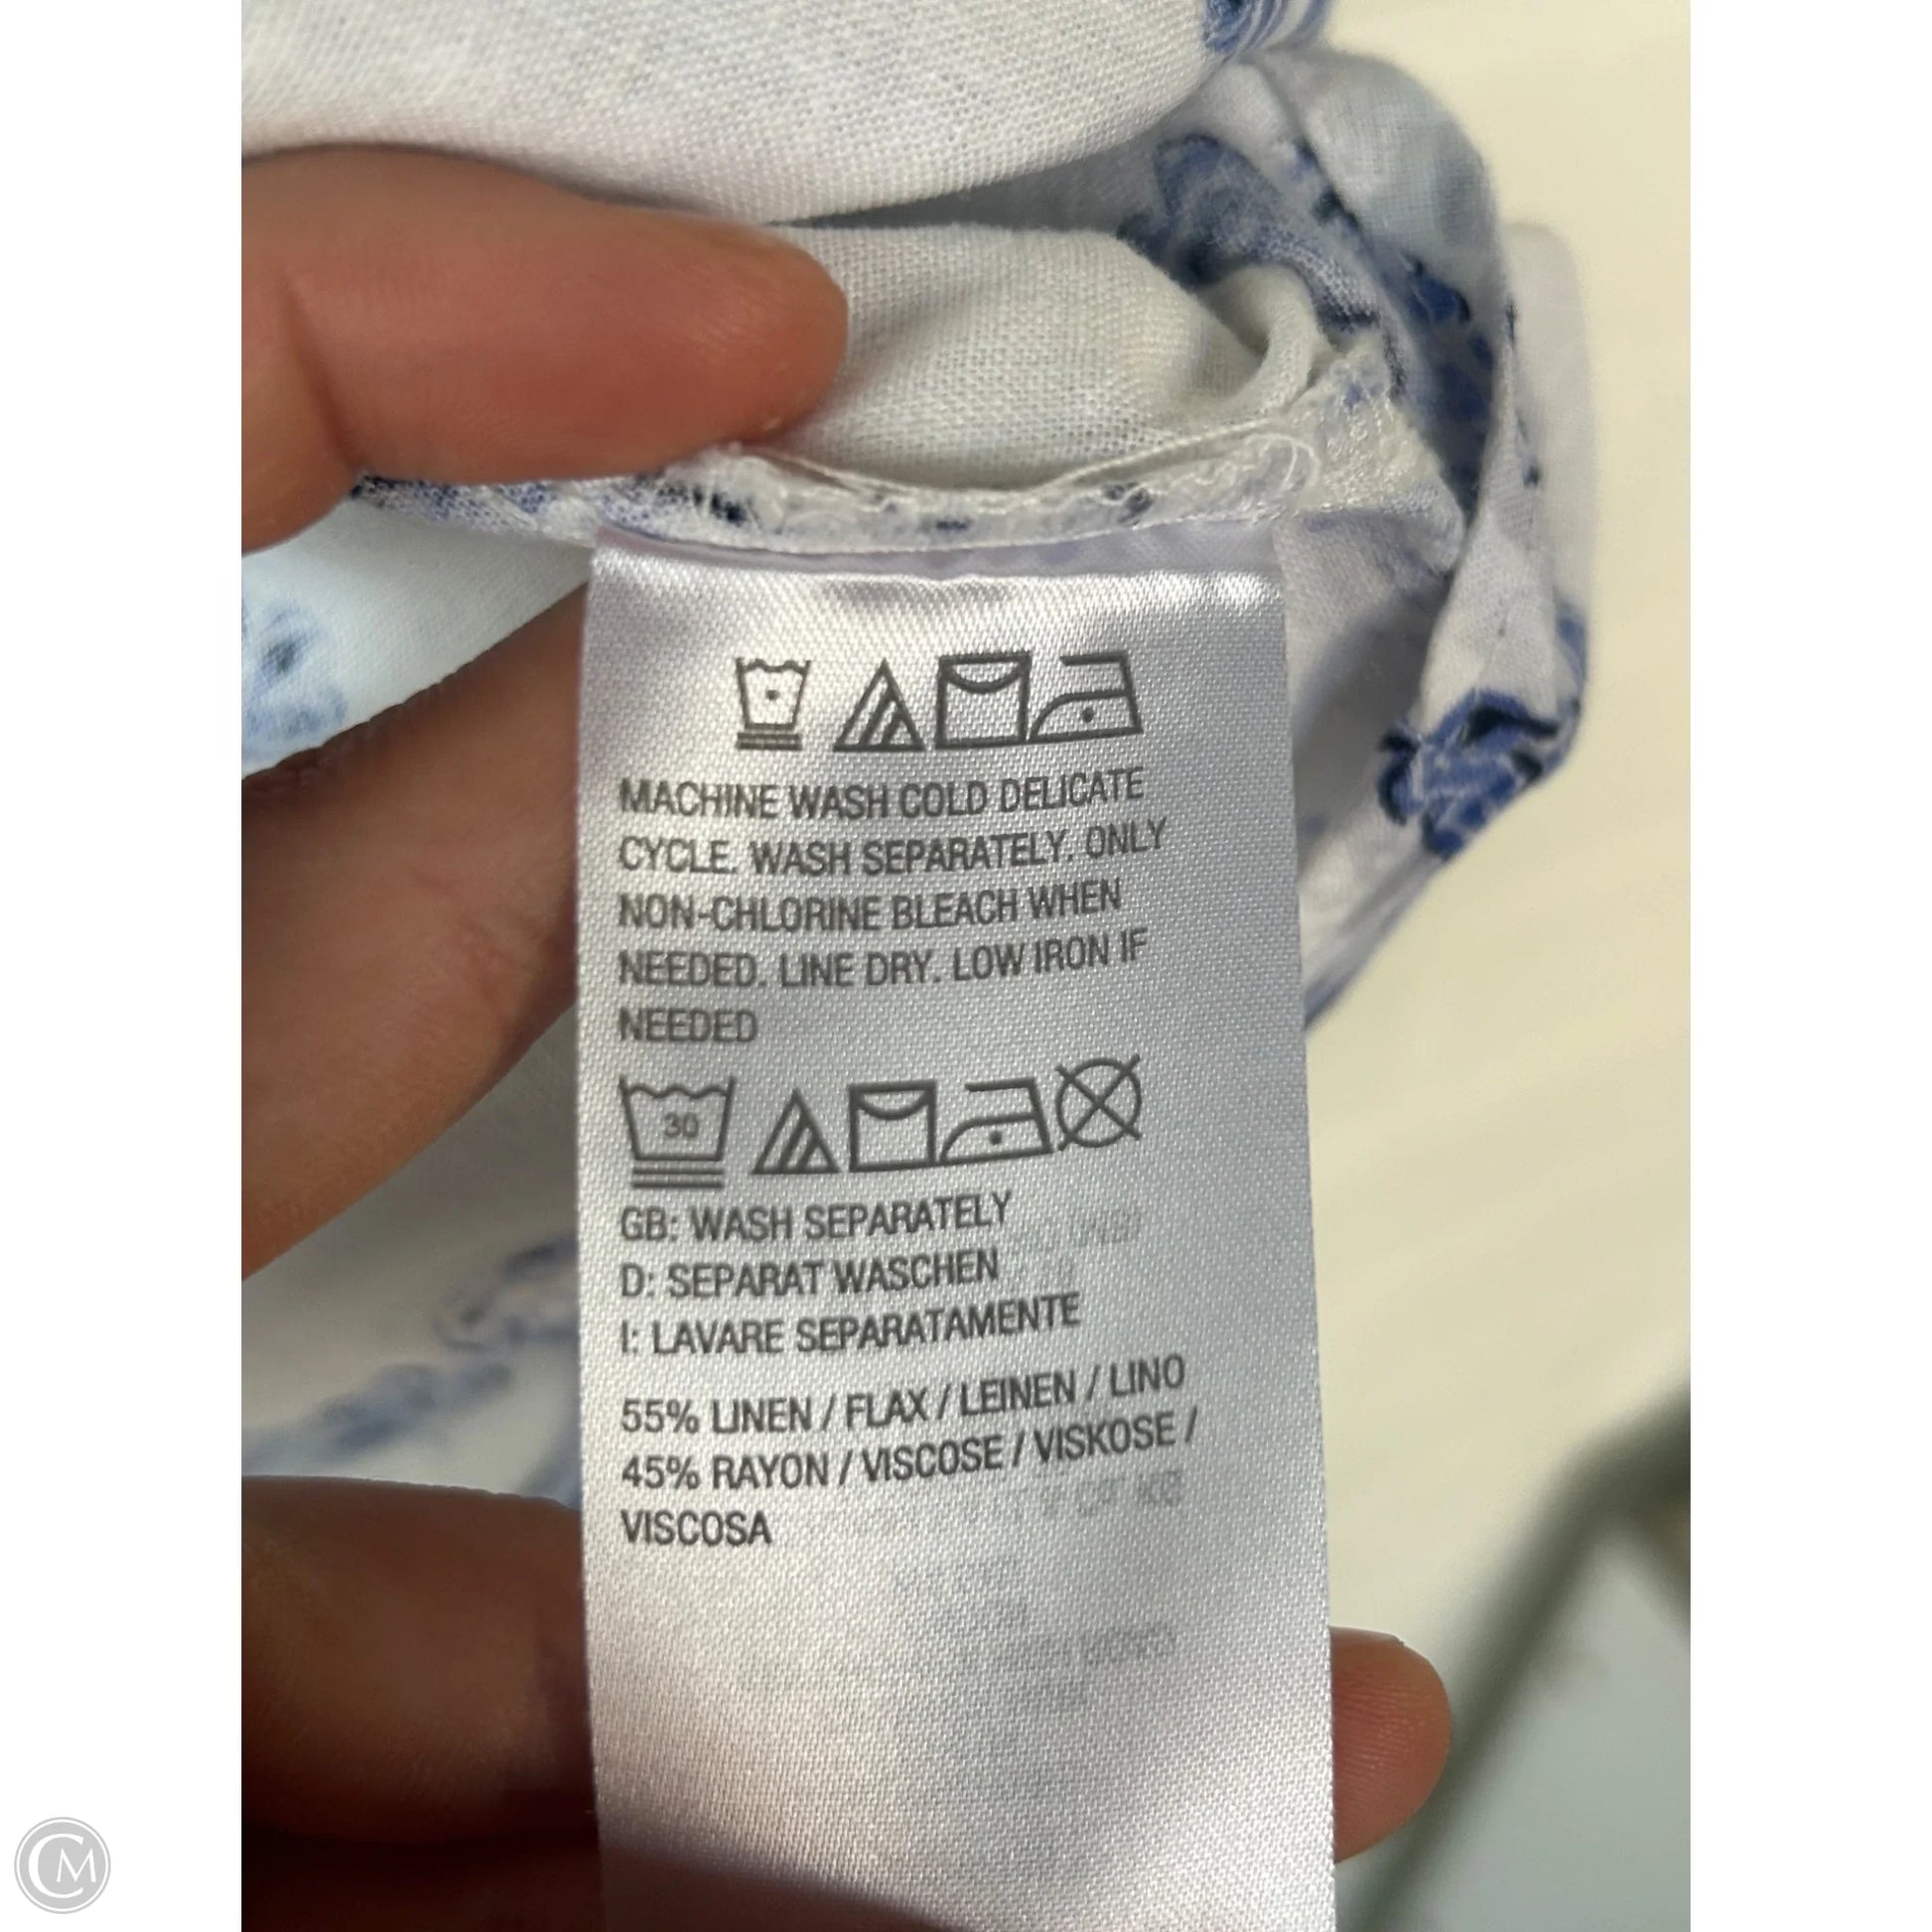 MACHINE WASH COLD DELICATE
CYCLE. WASH SEPARATELY. ONLY
NON-CHLORINE BLEACH WHEN
NEEDED. LINE DRY. LOW IRON IF
NEEDED
30
GB: WASH SEPARATELY
D: SEPARAT WASCHEN
I: LAVARE SEPARATAMENTE
55% LINEN / FLAX / LEINEN / LINO
45% RAYON / VISCOSE / VISKOSE /
VISCOSA
CM